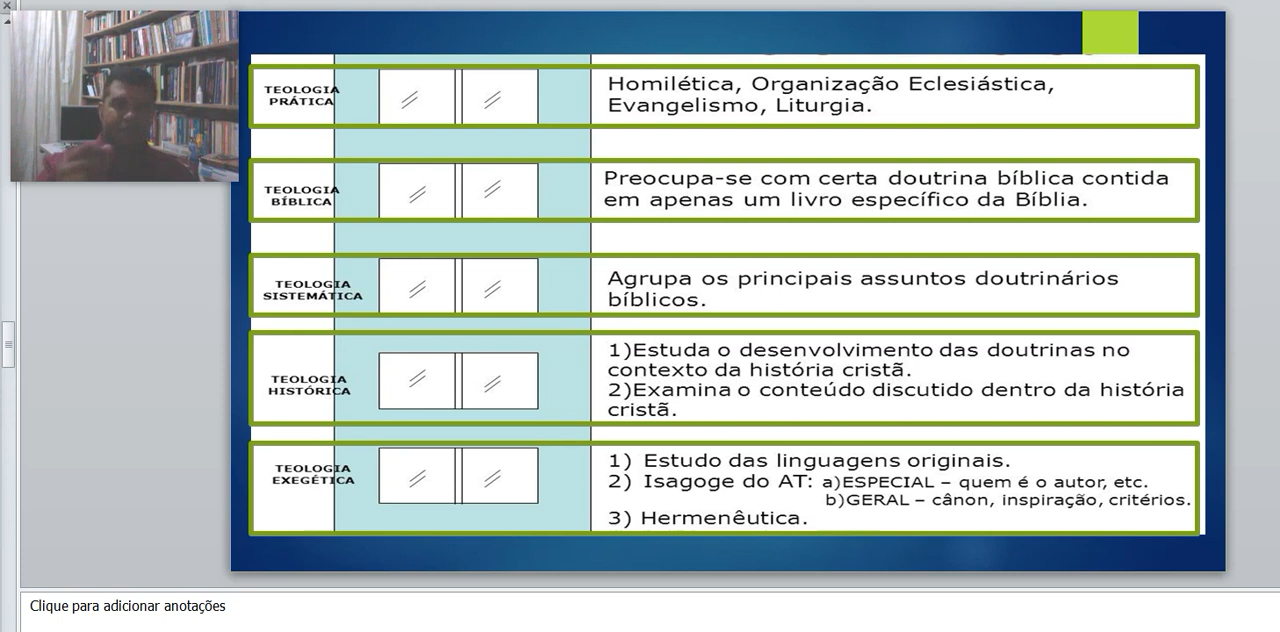 TEOLOGIA
PRÁTICA
Homilética, Organização Eclesiástica,
Evangelismo, Liturgia.
TEOLOGIA
BÍBLICA
Preocupa-se com certa doutrina bíblica contida
em apenas um livro específico da Bíblia.
TEOLOGIA
SISTEMÁTICA
Agrupa os principais assuntos doutrinários
bíblicos.
TEOLOGIA
HISTÓRICA
1)Estuda o desenvolvimento das doutrinas no
contexto da história cristã.
2)Examina o conteúdo discutido dentro da história
cristã.
TEOLOGIA
EXEGÉTICA
1) Estudo das linguagens originais.
2) Isagoge do AT: a)ESPECIAL – quem é o autor, etc.
b)GERAL – cânon, inspiração, critérios.
3) Hermenêutica.
Clique para adicionar anotações